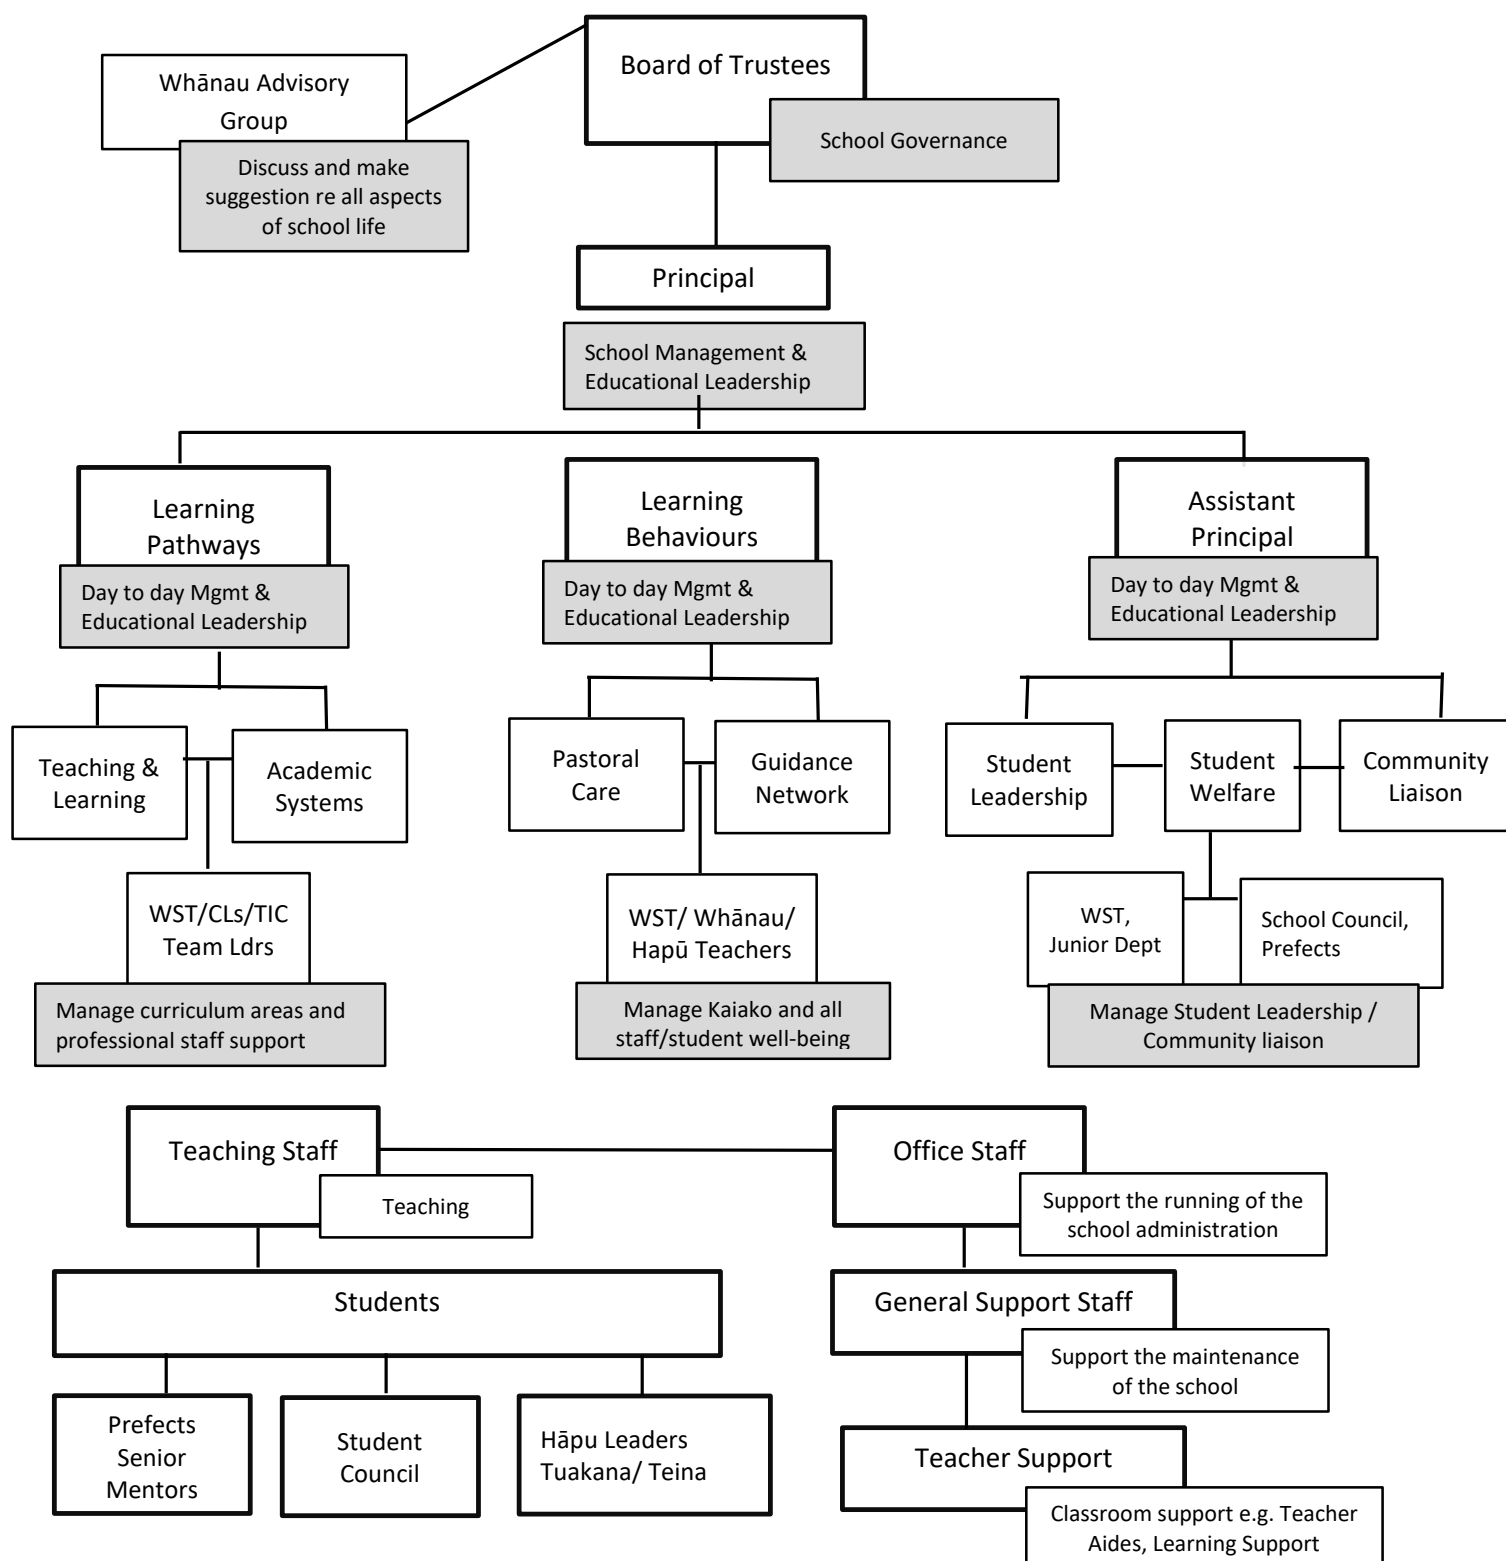 Board of Trustees
School Governance
Whānau Advisory
Group
Discuss and make
suggestion re all aspects
of school life
Principal
School Management &
Educational Leadership
Learning
Pathways
Day to day Mgmt &
Educational Leadership
Learning
Behaviours
Day to day Mgmt &
Educational Leadership
Assistant
Principal
Day to day Mgmt &
Educational Leadership
Teaching &
Learning
Academic
Systems
Pastoral
Care
Guidance
Network
Student
Leadership
Student
Welfare
Community
Liaison
WST/CLs/TIC
Team Ldrs
Manage curriculum areas and
professional staff support
WST/ Whānau/
Hapū Teachers
Manage Kaiako and all
staff/student well-being
WST,
Junior Dept
School Council,
Prefects
Manage Student Leadership /
Community liaison
Teaching Staff
Teaching
Office Staff
Support the running of the
school administration
Students
General Support Staff
Support the maintenance
of the school
Prefects
Senior
Mentors
Student
Council
Hāpu Leaders
Tuakana/ Teina
Teacher Support
Classroom support e.g. Teacher
Aides, Learning Support